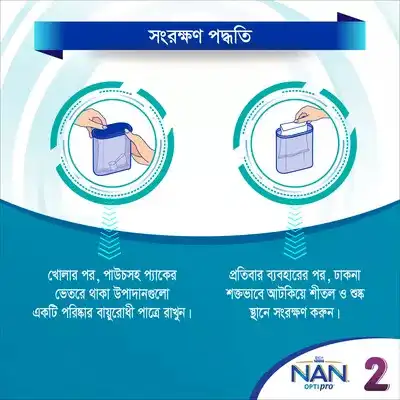 সংরক্ষণ পদ্ধতি
খোলার পর, পাউচসহ প্যাকের
ভেতরে থাকা উপাদানগুলো
একটি পরিষ্কার বায়ুরোধী পাত্রে রাখুন।
প্রতিবার ব্যবহারের পর, ঢাকনা
শক্তভাবে আটকিয়ে শীতল ও শুষ্ক
স্থানে সংরক্ষণ করুন।
NAN 2
OPTIpro